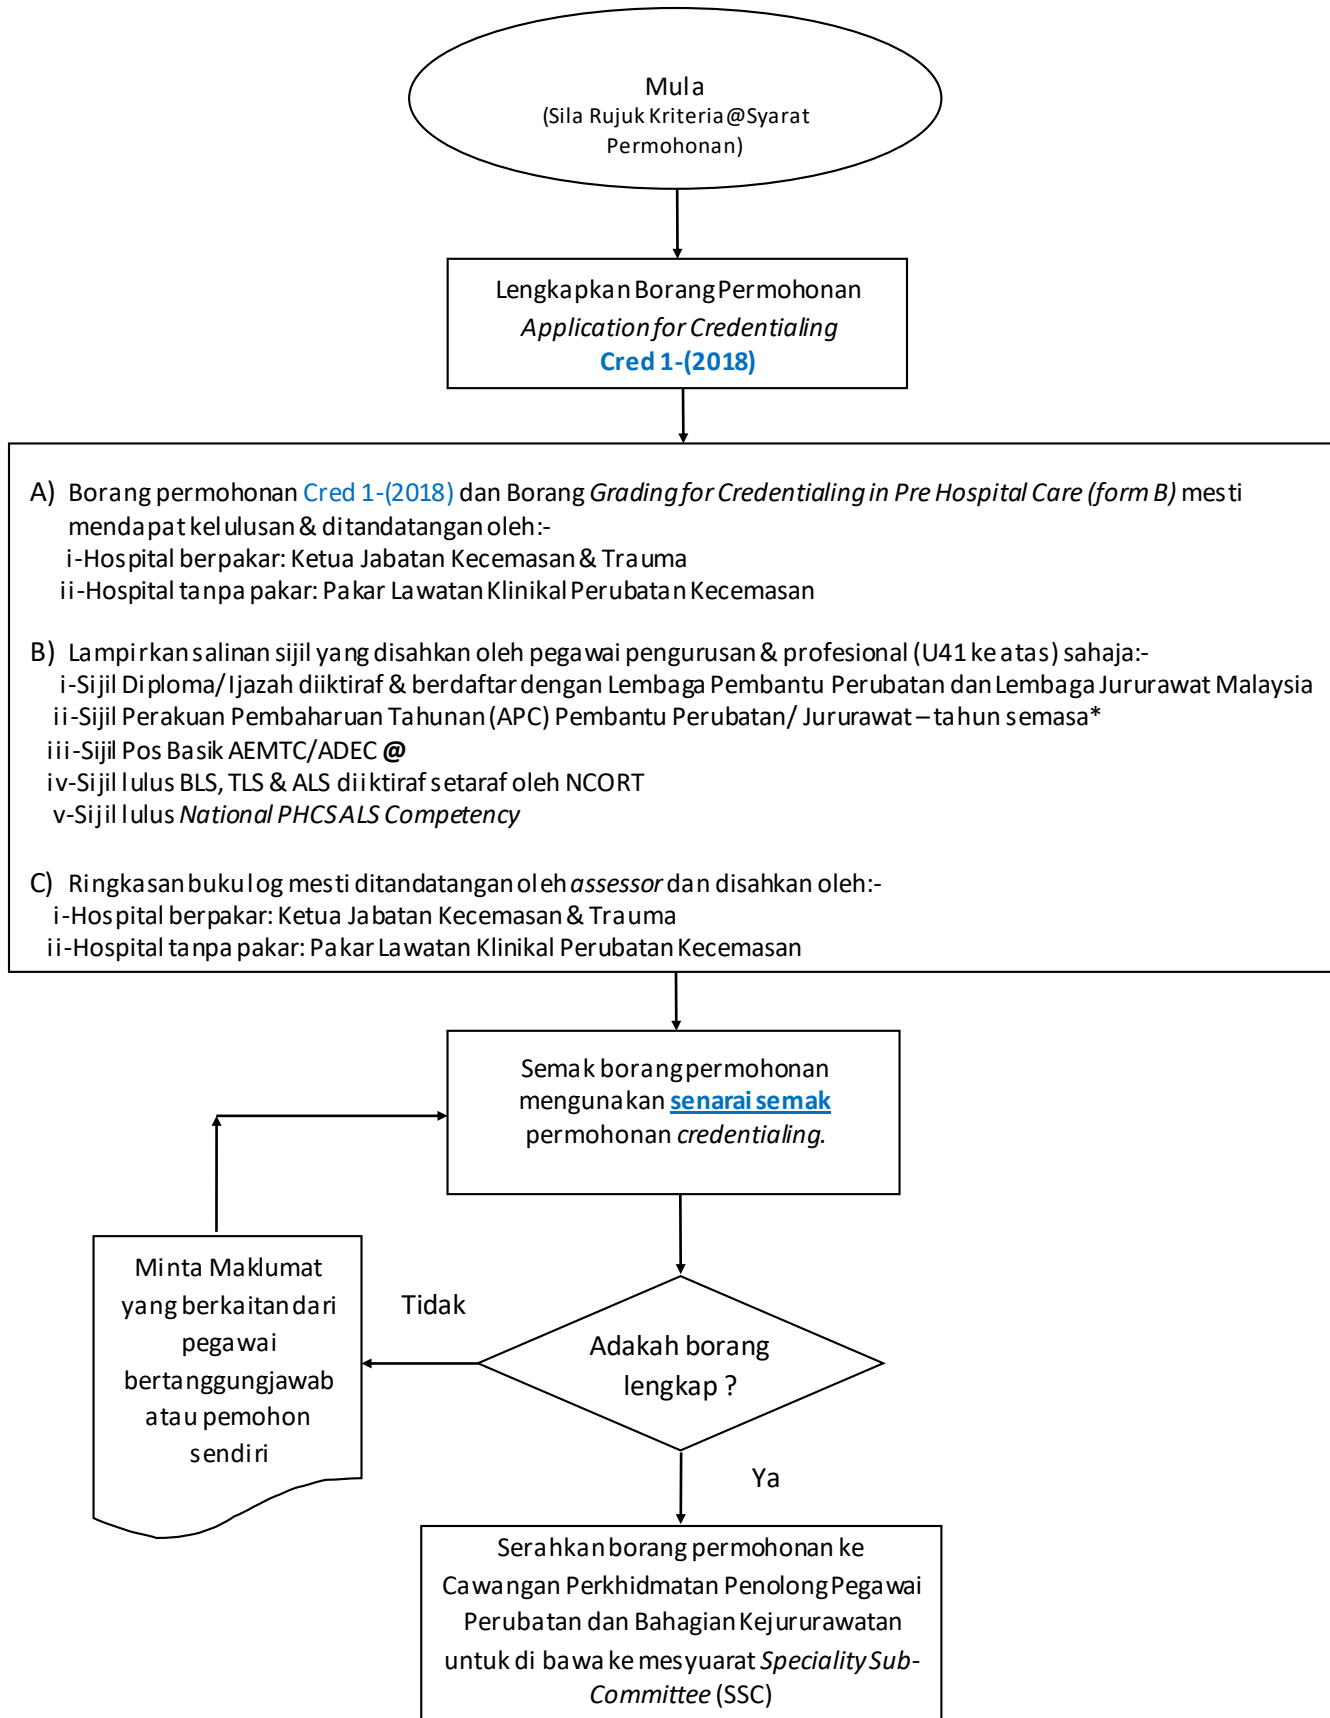 Mula
(Sila Rujuk Kriteria@Syarat
Permohonan)
Lengkapkan Borang Permohonan
Application for Credentialing
Cred 1-(2018)
A) Borang permohonan Cred 1-(2018) dan Borang Grading for Credentialing in Pre Hospital Care (form B) mesti
mendapat kelulusan & ditandatangan oleh:-
i-Hospital berpakar: Ketua Jabatan Kecemasan & Trauma
ii-Hospital tanpa pakar: Pakar Lawatan Klinikal Perubatan Kecemasan
B) Lampirkan salinan sijil yang disahkan oleh pegawai pengurusan & profesional (U41 ke atas) sahaja:-
i-Sijil Diploma/ Ijazah diiktiraf & berdaftar dengan Lembaga Pembantu Perubatan dan Lembaga Jururawat Malaysia
ii-Sijil Perakuan Pembaharuan Tahunan (APC) Pembantu Perubatan/ Jururawat – tahun semasa*
iii-Sijil Pos Basik AEMTC/ADEC @
iv-Sijil lulus BLS, TLS & ALS diiktiraf setaraf oleh NCORT
v-Sijil lulus National PHCS ALS Competency
C) Ringkasan buku log mesti ditandatangan oleh assessor dan disahkan oleh:-
i-Hospital berpakar: Ketua Jabatan Kecemasan & Trauma
ii-Hospital tanpa pakar: Pakar Lawatan Klinikal Perubatan Kecemasan
Semak borang permohonan
mengunakan senarai semak
permohonan credentialing.
Minta Maklumat
yang berkaitan dari
pegawai
bertanggungjawab
atau pemohon
sendiri
Tidak
Adakah borang
lengkap ?
Ya
Serahkan borang permohonan ke
Cawangan Perkhidmatan Penolong Pegawai
Perubatan dan Bahagian Kejururawatan
untuk di bawa ke mesyuarat Speciality Sub-
Committee (SSC)